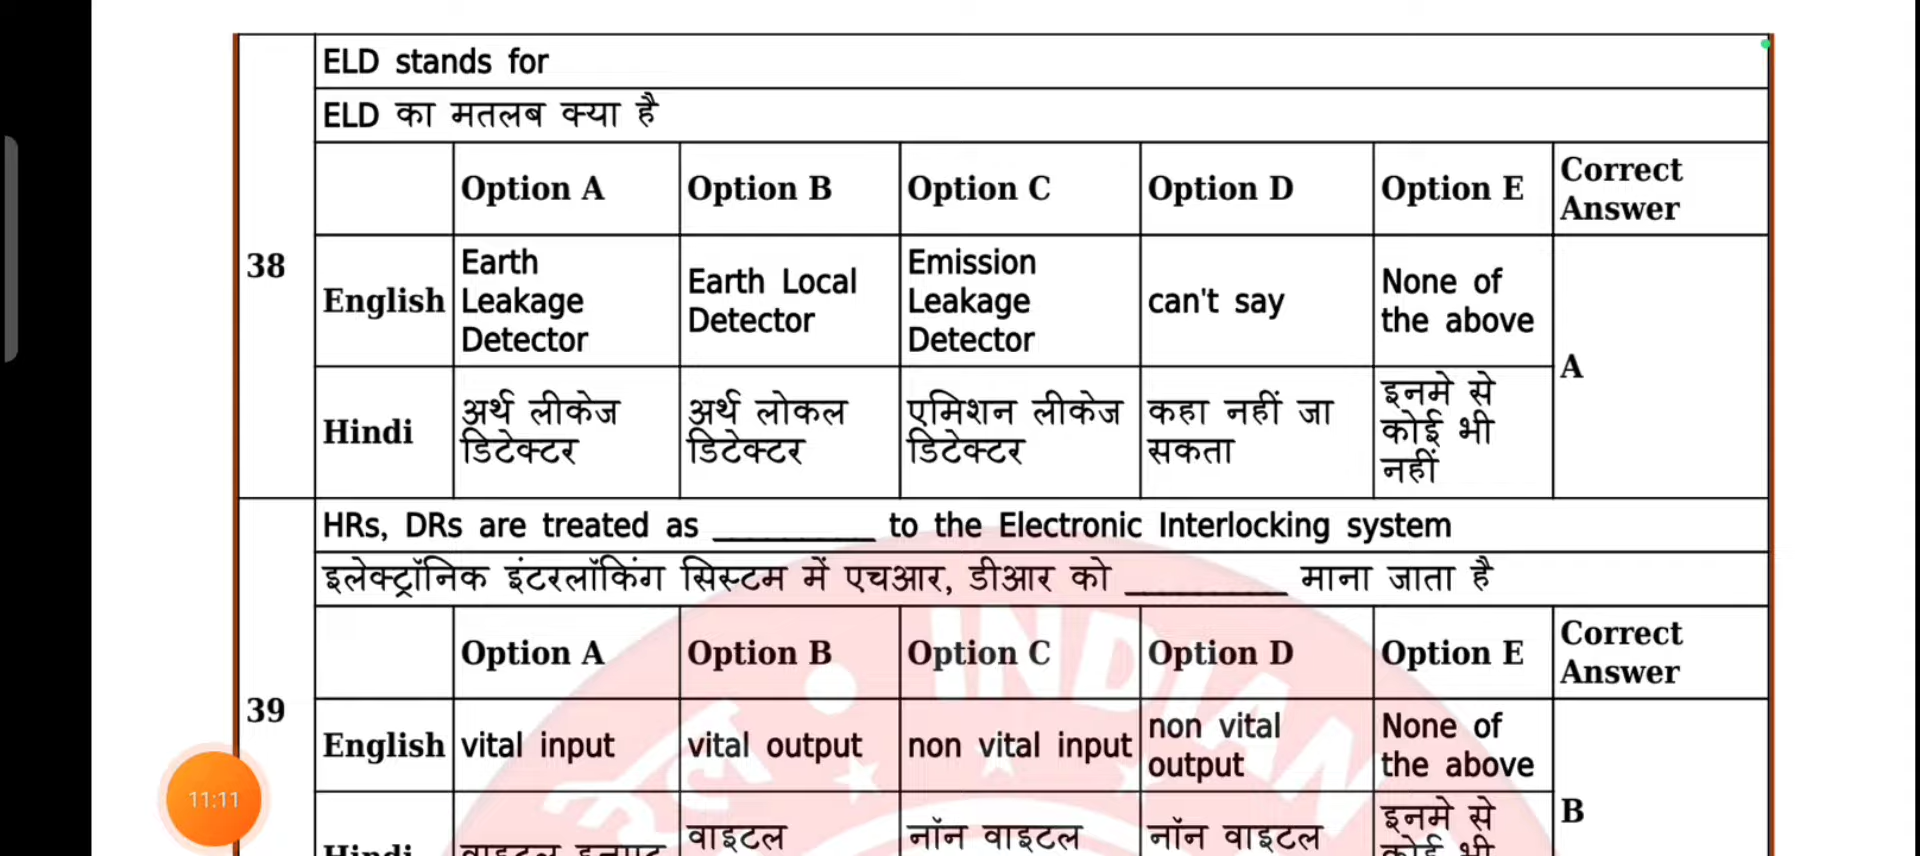 ELD stands for
ELD का मतलब क्या है
38
Option A Option B Option C Option D Option E Correct Answer
English
Earth Leakage Detector
Earth Local Detector
Emission Leakage Detector
can't say
None of the above
A
Hindi
अर्थ लीकेज डिटेक्टर
अर्थ लोकल डिटेक्टर
एमिशन लीकेज डिटेक्टर
कहा नहीं जा सकता
इनमे से कोई भी नहीं
HRs, DRs are treated as __________ to the Electronic Interlocking system
इलेक्ट्रॉनिक इंटरलॉकिंग सिस्टम में एचआर, डीआर को __________ माना जाता है
39
Option A Option B Option C Option D Option E Correct Answer
English
vital input
vital output
non vital input
non vital output
None of the above
B
Hindi
वाइटल इनपुट
वाइटल
नॉन वाइटल
नॉन वाइटल
इनमे से कोई भी
INDIAN
11:11